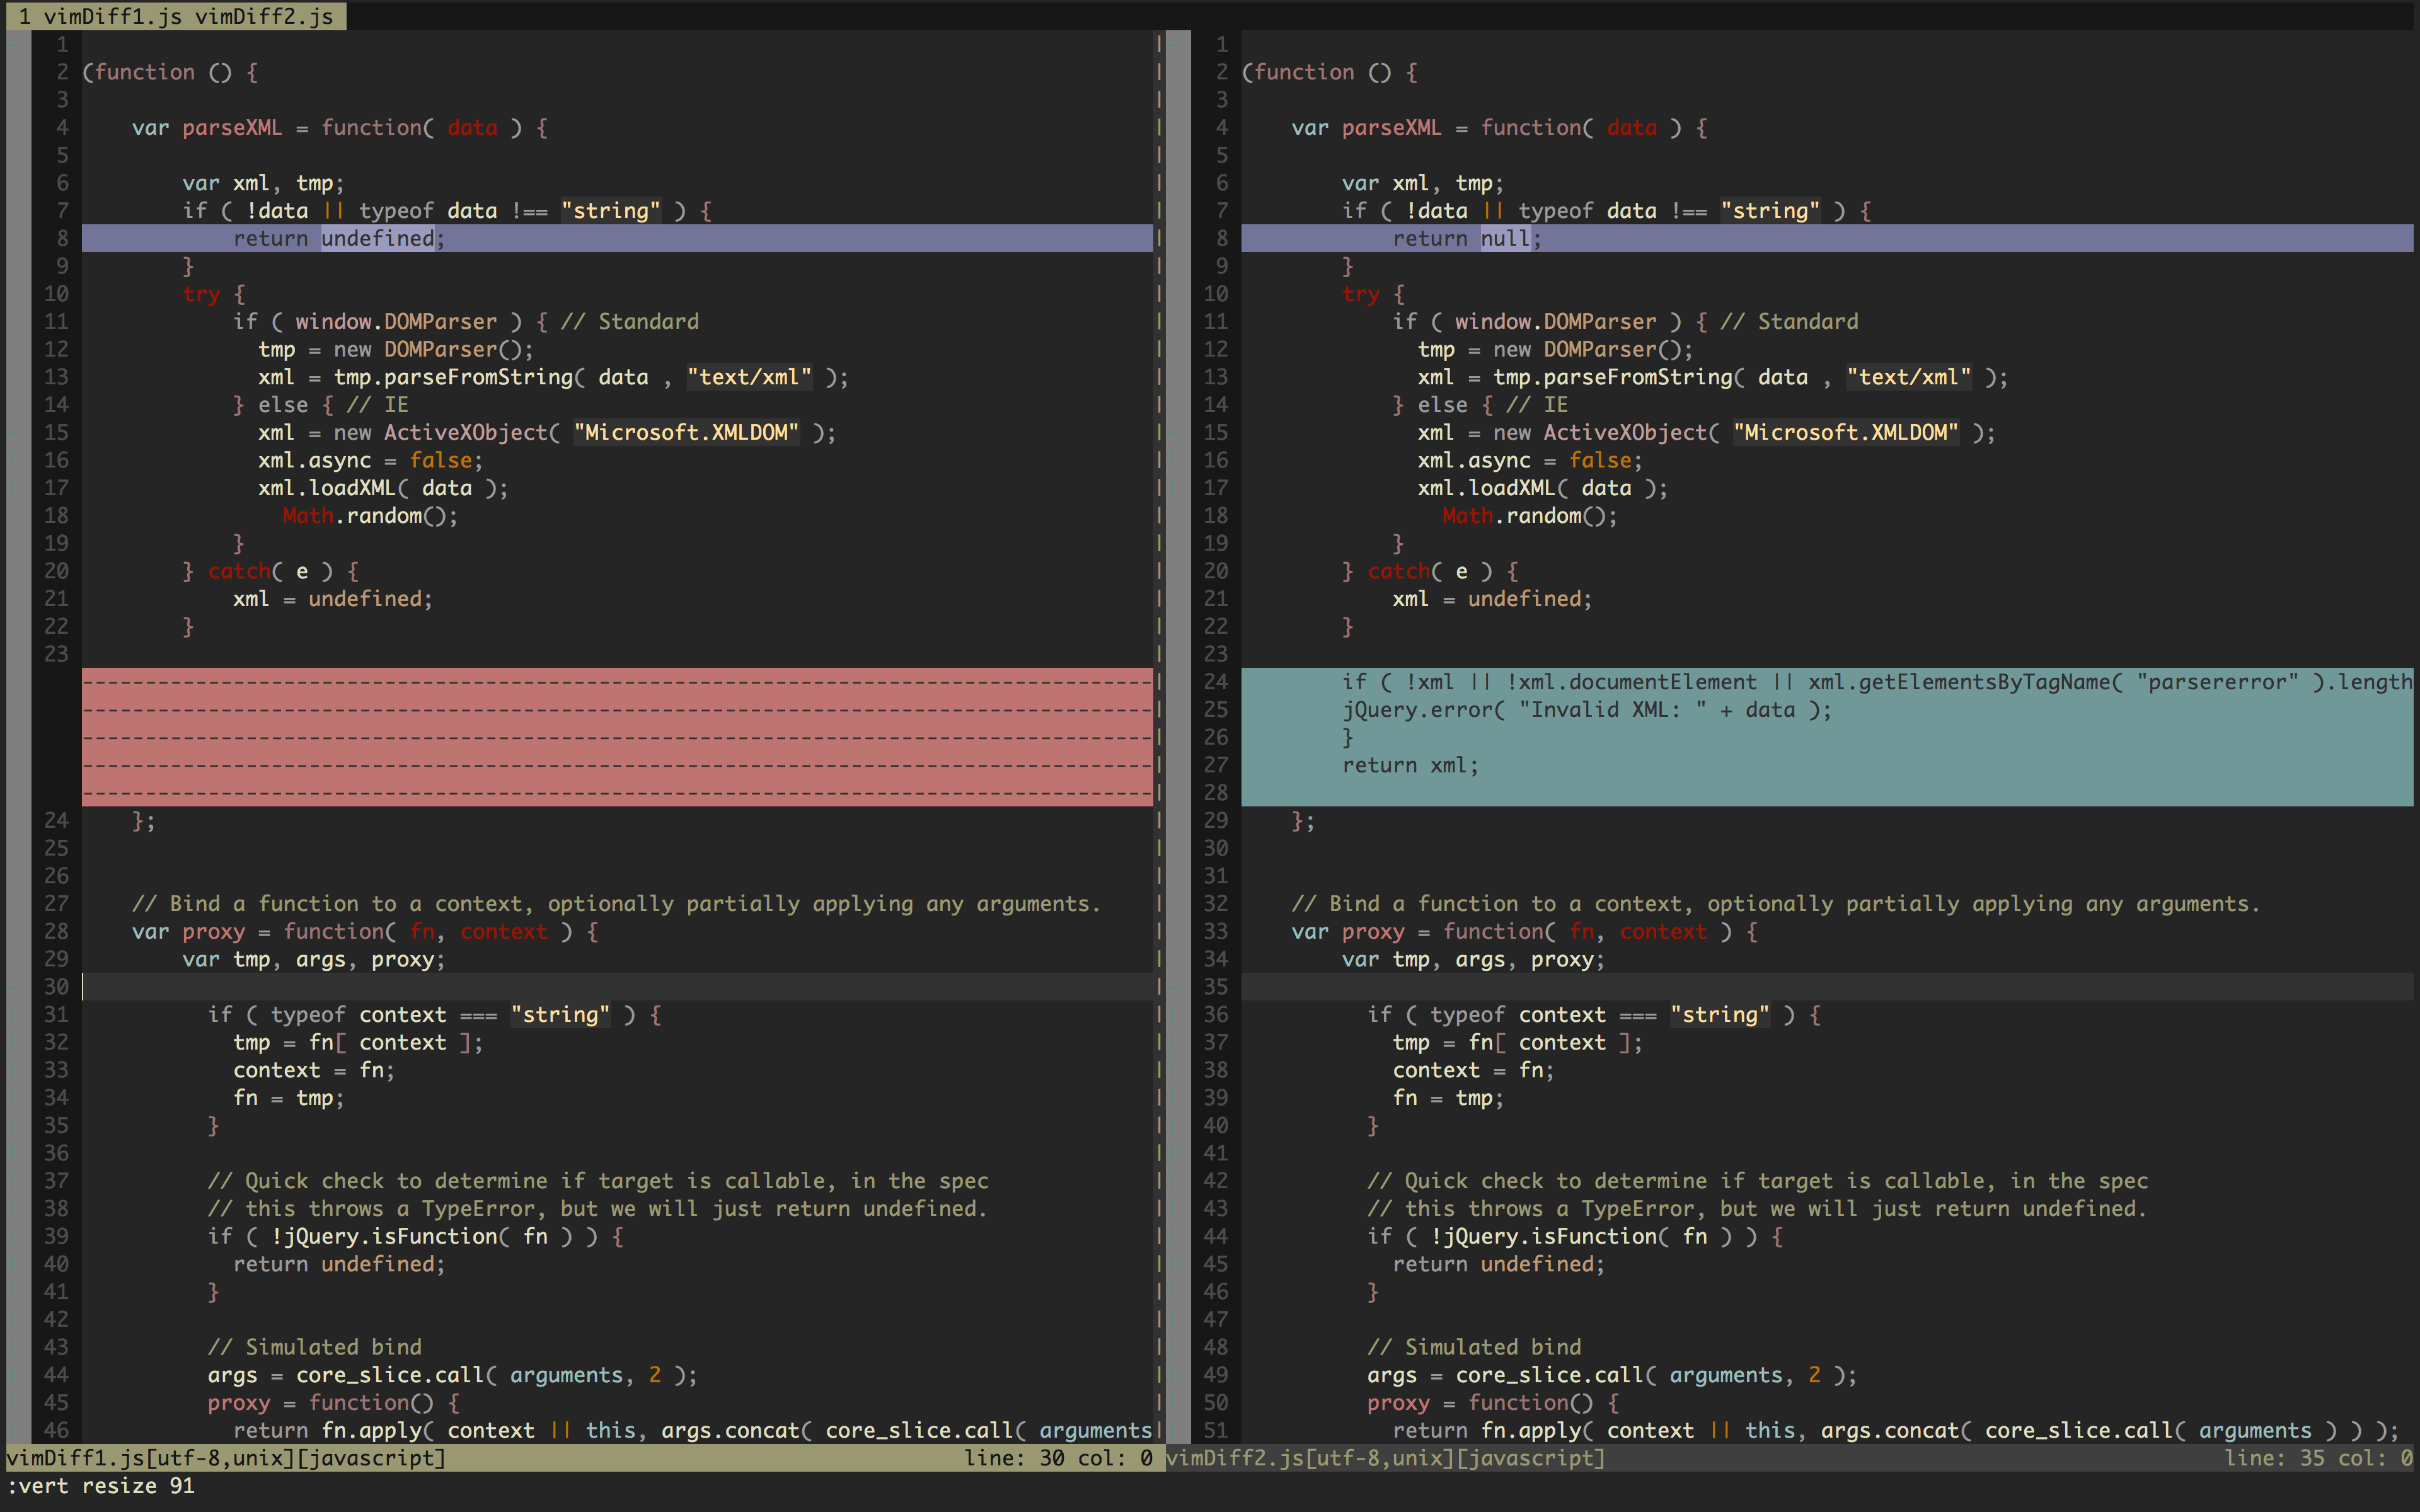 1 vimDiff1.js vimDiff2.js
1
2 (function () {
3
4     var parseXML = function( data ) {
5
6         var xml, tmp;
7         if ( !data || typeof data !== "string" ) {
8             return undefined;
9         }
10         try {
11             if ( window.DOMParser ) { // Standard
12               tmp = new DOMParser();
13               xml = tmp.parseFromString( data , "text/xml" );
14             } else { // IE
15               xml = new ActiveXObject( "Microsoft.XMLDOM" );
16               xml.async = false;
17               xml.loadXML( data );
18                 Math.random();
19             }
20         } catch( e ) {
21             xml = undefined;
22         }
23
24     };
25
26
27     // Bind a function to a context, optionally partially applying any arguments.
28     var proxy = function( fn, context ) {
29         var tmp, args, proxy;
30
31           if ( typeof context === "string" ) {
32             tmp = fn[ context ];
33             context = fn;
34             fn = tmp;
35           }
36
37           // Quick check to determine if target is callable, in the spec
38           // this throws a TypeError, but we will just return undefined.
39           if ( !jQuery.isFunction( fn ) ) {
40             return undefined;
41           }
42
43           // Simulated bind
44           args = core_slice.call( arguments, 2 );
45           proxy = function() {
46             return fn.apply( context || this, args.concat( core_slice.call( arguments
vimDiff1.js[utf-8,unix][javascript] line: 30 col: 0
1
2 (function () {
3
4     var parseXML = function( data ) {
5
6         var xml, tmp;
7         if ( !data || typeof data !== "string" ) {
8             return null;
9         }
10         try {
11             if ( window.DOMParser ) { // Standard
12               tmp = new DOMParser();
13               xml = tmp.parseFromString( data , "text/xml" );
14             } else { // IE
15               xml = new ActiveXObject( "Microsoft.XMLDOM" );
16               xml.async = false;
17               xml.loadXML( data );
18                 Math.random();
19             }
20         } catch( e ) {
21             xml = undefined;
22         }
23
24         if ( !xml || !xml.documentElement || xml.getElementsByTagName( "parsererror" ).length
25         jQuery.error( "Invalid XML: " + data );
26         }
27         return xml;
28
29     };
30
31
32     // Bind a function to a context, optionally partially applying any arguments.
33     var proxy = function( fn, context ) {
34         var tmp, args, proxy;
35
36           if ( typeof context === "string" ) {
37             tmp = fn[ context ];
38             context = fn;
39             fn = tmp;
40           }
41
42           // Quick check to determine if target is callable, in the spec
43           // this throws a TypeError, but we will just return undefined.
44           if ( !jQuery.isFunction( fn ) ) {
45             return undefined;
46           }
47
48           // Simulated bind
49           args = core_slice.call( arguments, 2 );
50           proxy = function() {
51             return fn.apply( context || this, args.concat( core_slice.call( arguments ) ) );
vimDiff2.js[utf-8,unix][javascript] line: 35 col: 0
:vert resize 91